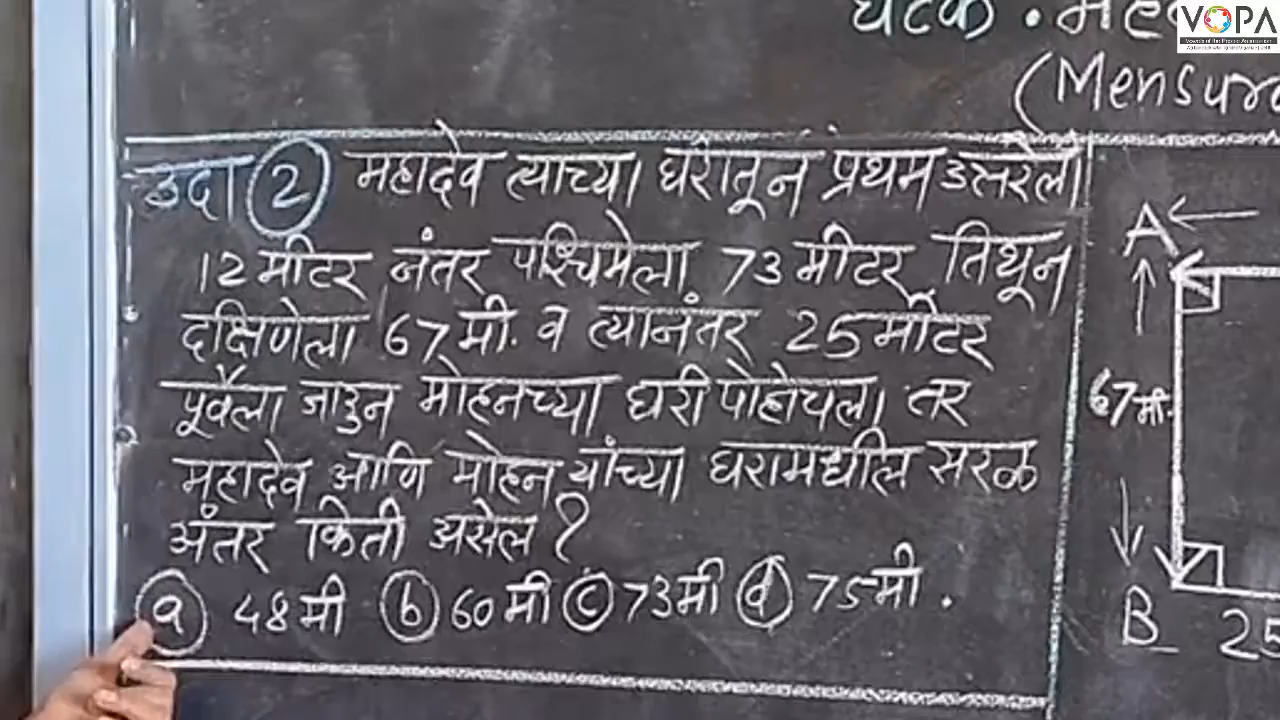 घटक :
(Mensura
उदा 2 महादेव त्याच्या घरातून प्रथम उत्तरेला
12 मीटर नंतर पश्चिमेला 73 मीटर तिथून
दक्षिणेला 67 मी. व त्यानंतर 25 मीटर
पूर्वेला जाउन मोहनच्या घरी पोहोचला तर
महादेव आणि मोहन यांच्या घरामधील सरळ
अंतर किती असेल ?
a 48 मी b 60 मी c 73 मी d 75 मी .
A
67 मी.
B 25
VOPA